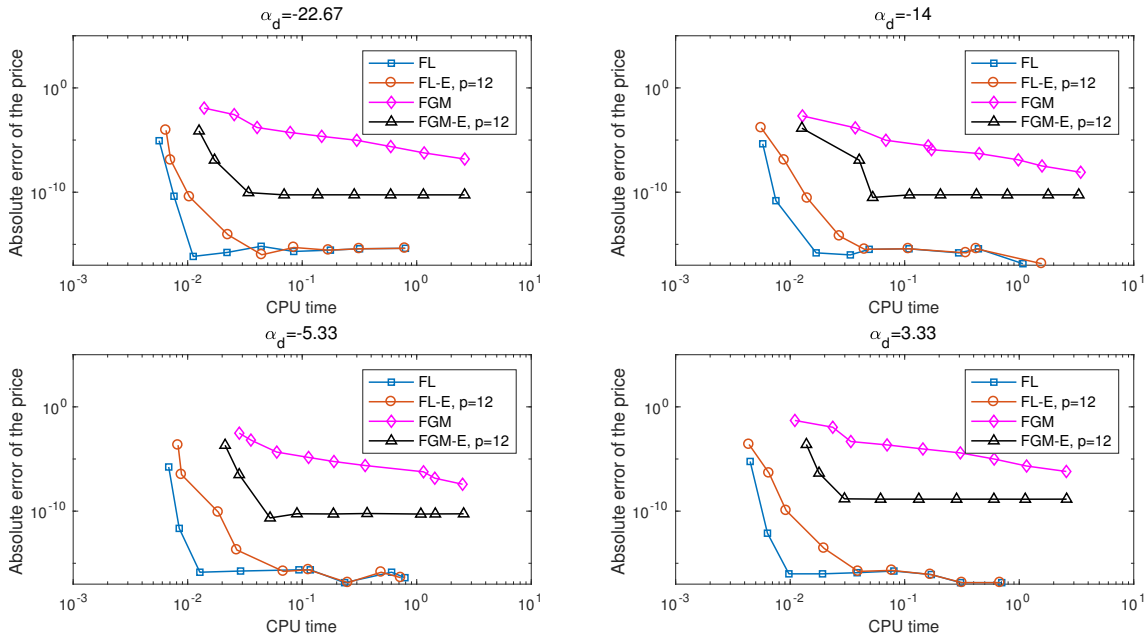 α_d=-22.67
Absolute error of the price
10^0
10^-10
FL
FL-E, p=12
FGM
FGM-E, p=12
10^-3 10^-2 10^-1 10^0 10^1
CPU time
α_d=-14
Absolute error of the price
10^0
10^-10
FL
FL-E, p=12
FGM
FGM-E, p=12
10^-3 10^-2 10^-1 10^0 10^1
CPU time
α_d=-5.33
Absolute error of the price
10^0
10^-10
FL
FL-E, p=12
FGM
FGM-E, p=12
10^-3 10^-2 10^-1 10^0 10^1
CPU time
α_d=3.33
Absolute error of the price
10^0
10^-10
FL
FL-E, p=12
FGM
FGM-E, p=12
10^-3 10^-2 10^-1 10^0 10^1
CPU time